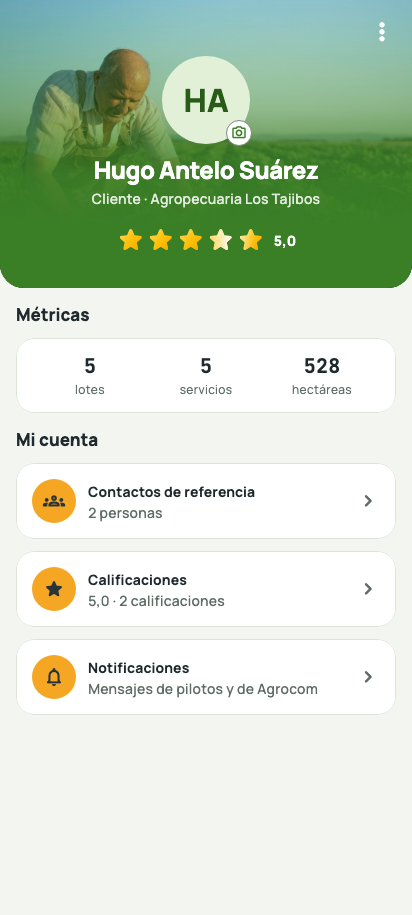 HA
Hugo Antelo Suárez
Cliente · Agropecuaria Los Tajibos
5,0
Métricas
5 5 528
lotes servicios hectáreas
Mi cuenta
Contactos de referencia
2 personas
Calificaciones
5,0 · 2 calificaciones
Notificaciones
Mensajes de pilotos y de Agrocom